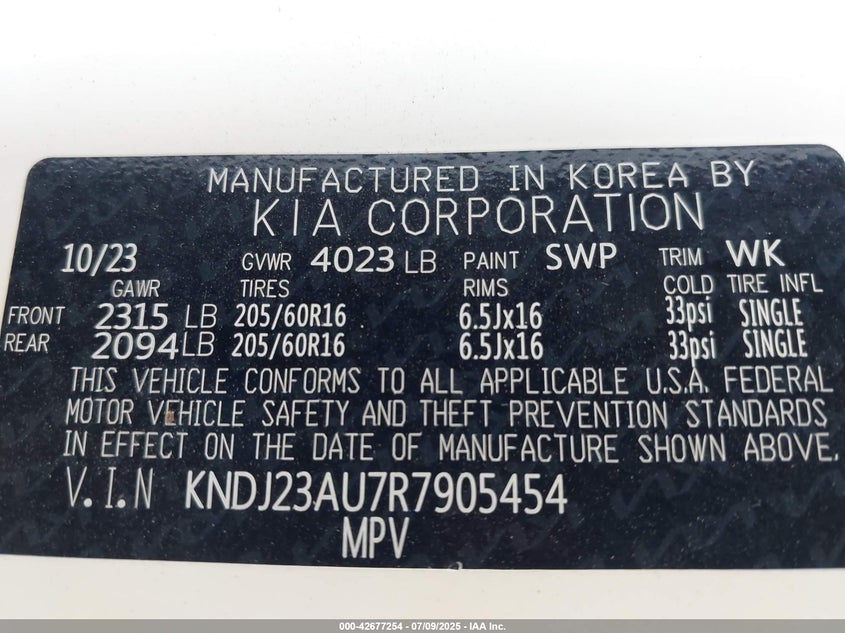 MANUFACTURED IN KOREA BY
KIA CORPORATION
10/23 GVWR 4023 LB PAINT SWP TRIM WK
GAWR TIRES RIMS COLD TIRE INFL
FRONT 2315 LB 205/60R16 6.5Jx16 33psi SINGLE
REAR 2094 LB 205/60R16 6.5Jx16 33psi SINGLE
THIS VEHICLE CONFORMS TO ALL APPLICABLE U.S.A. FEDERAL
MOTOR VEHICLE SAFETY AND THEFT PREVENTION STANDARDS
IN EFFECT ON THE DATE OF MANUFACTURE SHOWN ABOVE.
V.I.N KNDJ23AU7R7905454
MPV
000-42677254 | 07/09/2025 - IAA Inc.